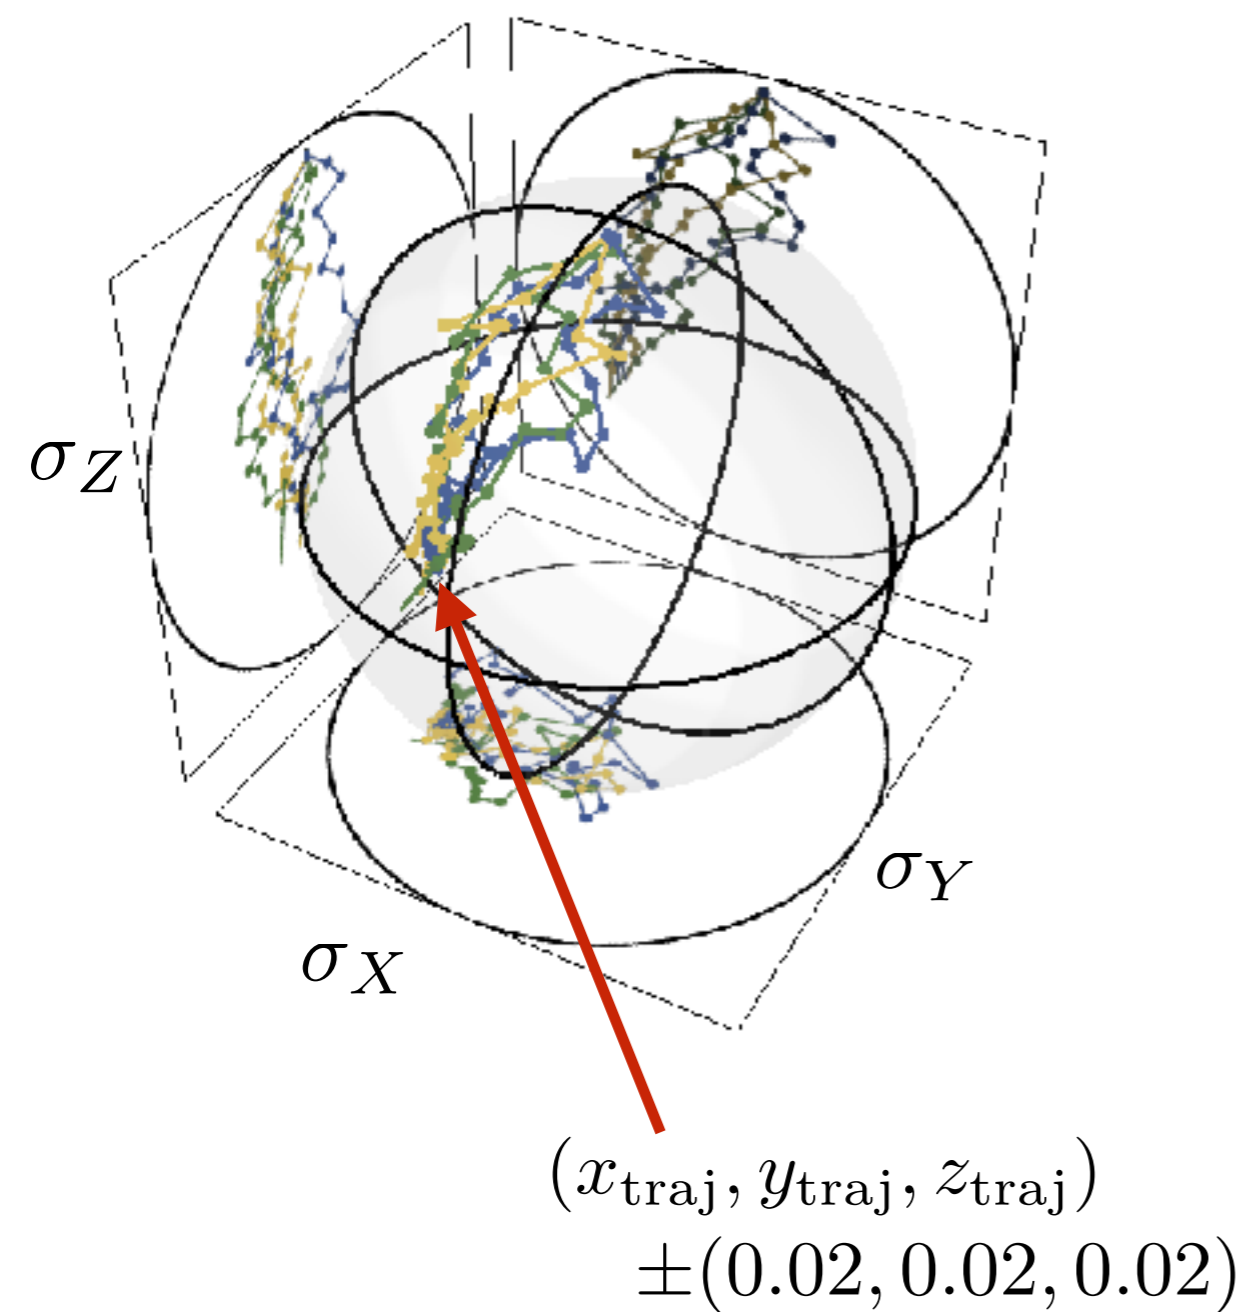 σ_Z
σ_Y
σ_X
(x_traj, y_traj, z_traj)
±(0.02, 0.02, 0.02)